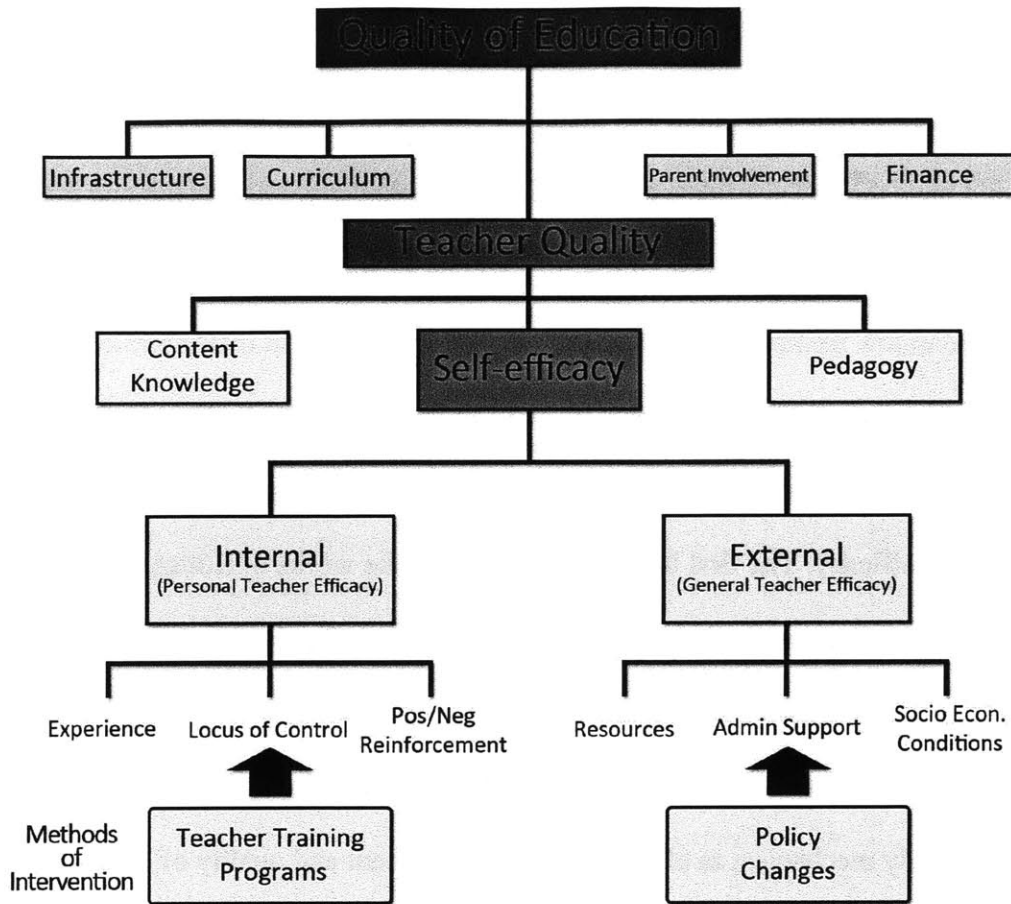 Quality of Education
Infrastructure
Curriculum
Parent Involvement
Finance
Teacher Quality
Content
Knowledge
Self-efficacy
Pedagogy
Internal
(Personal Teacher Efficacy)
External
(General Teacher Efficacy)
Experience
Locus of Control
Pos/Neg
Reinforcement
Resources
Admin Support
Socio Econ.
Conditions
Methods
of
Intervention
Teacher Training
Programs
Policy
Changes